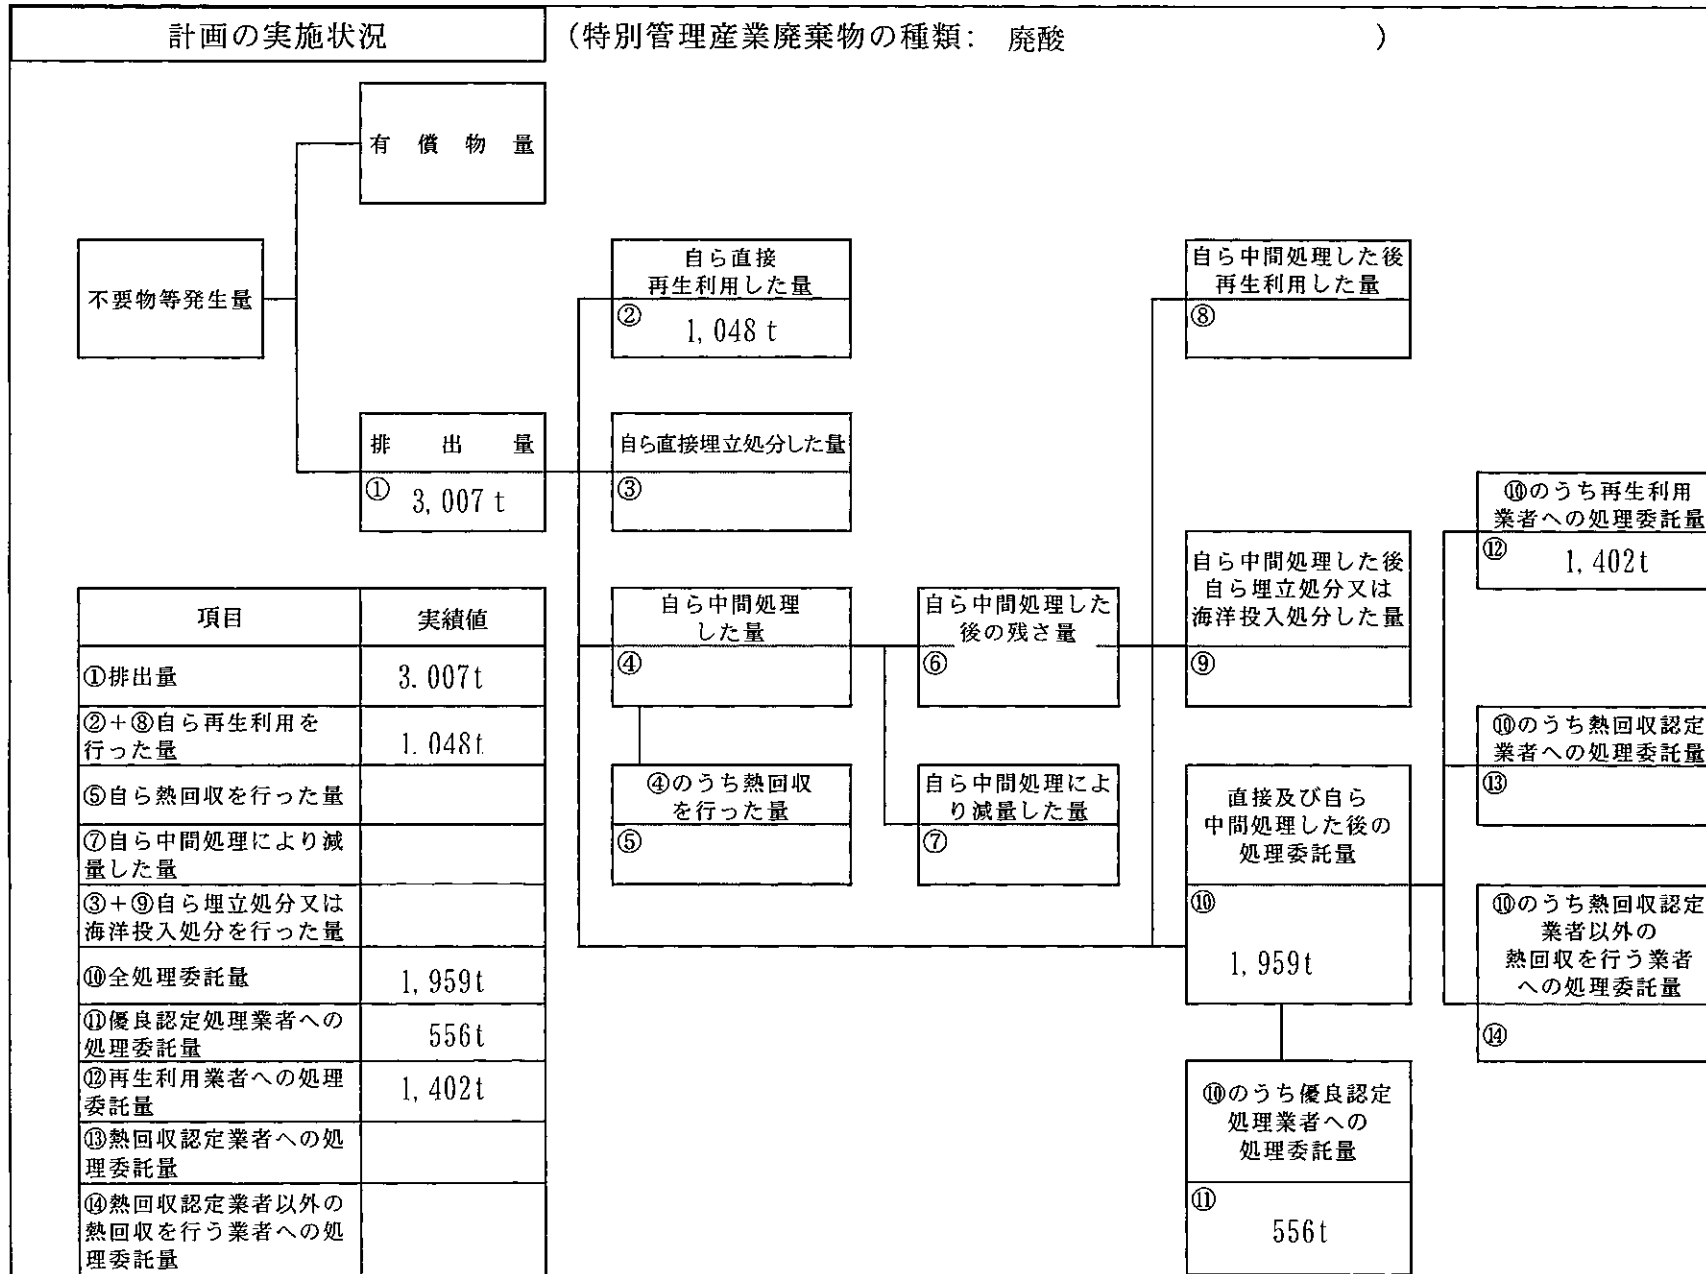 計画の実施状況
（特別管理産業廃棄物の種類： 廃酸 ）
有償物量
不要物等発生量
排出量
① 3,007 t
自ら直接
再生利用した量
② 1,048 t
自ら直接埋立処分した量
③
自ら中間処理
した量
④
④のうち熱回収
を行った量
⑤
自ら中間処理した
後の残さ量
⑥
自ら中間処理によ
り減量した量
⑦
自ら中間処理した後
再生利用した量
⑧
自ら中間処理した後
自ら埋立処分又は
海洋投入処分した量
⑨
直接及び自ら
中間処理した後の
処理委託量
⑩
1,959t
⑩のうち優良認定
処理業者への
処理委託量
⑪
556t
⑩のうち再生利用
業者への処理委託量
⑫ 1,402t
⑩のうち熱回収認定
業者への処理委託量
⑬
⑩のうち熱回収認定
業者以外の
熱回収を行う業者
への処理委託量
⑭
項目 実績値
①排出量 3.007t
②＋⑧自ら再生利用を
行った量 1.048t
⑤自ら熱回収を行った量
⑦自ら中間処理により減
量した量
③＋⑨自ら埋立処分又は
海洋投入処分を行った量
⑩全処理委託量 1,959t
⑪優良認定処理業者への
処理委託量 556t
⑫再生利用業者への処理
委託量 1,402t
⑬熱回収認定業者への処
理委託量
⑭熱回収認定業者以外の
熱回収を行う業者への処
理委託量